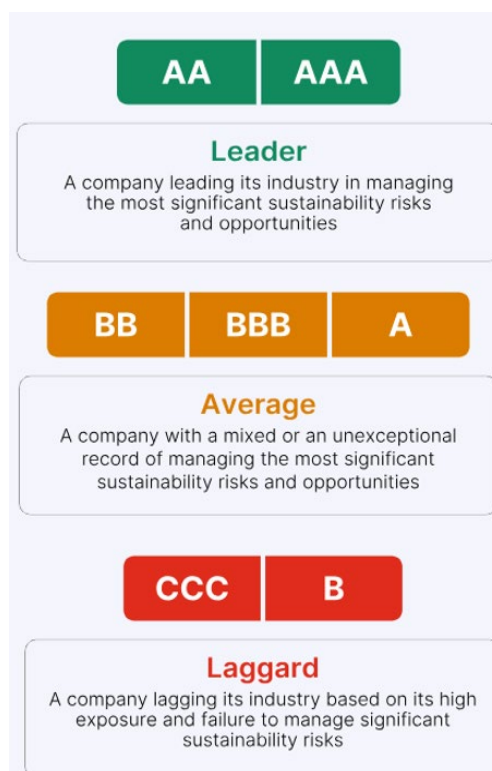 AA AAA
Leader
A company leading its industry in managing
the most significant sustainability risks
and opportunities
BB BBB A
Average
A company with a mixed or an unexceptional
record of managing the most significant
sustainability risks and opportunities
CCC B
Laggard
A company lagging its industry based on its high
exposure and failure to manage significant
sustainability risks